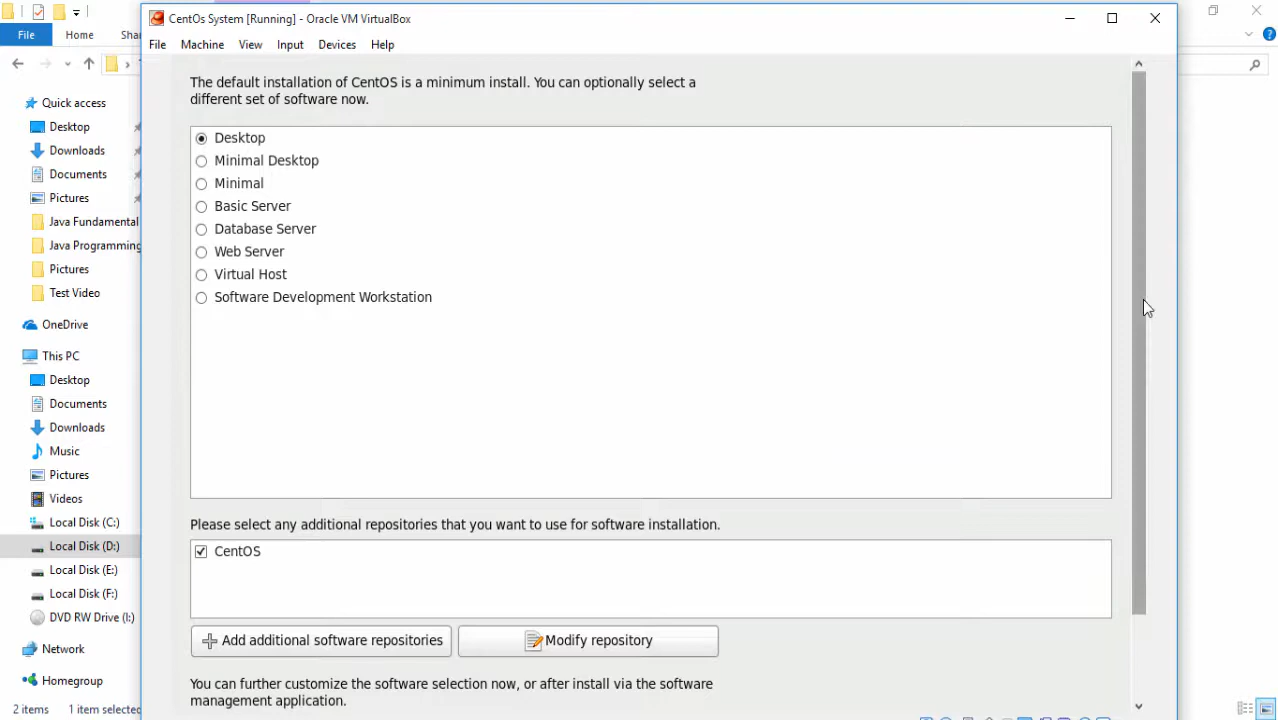 CentOs System [Running] - Oracle VM VirtualBox
File
Home
Shar
File
Machine
View
Input
Devices
Help
Quick access
Desktop
Downloads
Documents
Pictures
Java Fundamental
Java Programming
Pictures
Test Video
OneDrive
This PC
Desktop
Documents
Downloads
Music
Pictures
Videos
Local Disk (C:)
Local Disk (D:)
Local Disk (E:)
Local Disk (F:)
DVD RW Drive (I:)
Network
Homegroup
2 items
1 item selected
The default installation of CentOS is a minimum install. You can optionally select a
different set of software now.
Desktop
Minimal Desktop
Minimal
Basic Server
Database Server
Web Server
Virtual Host
Software Development Workstation
Please select any additional repositories that you want to use for software installation.
CentOS
Add additional software repositories
Modify repository
You can further customize the software selection now, or after install via the software
management application.